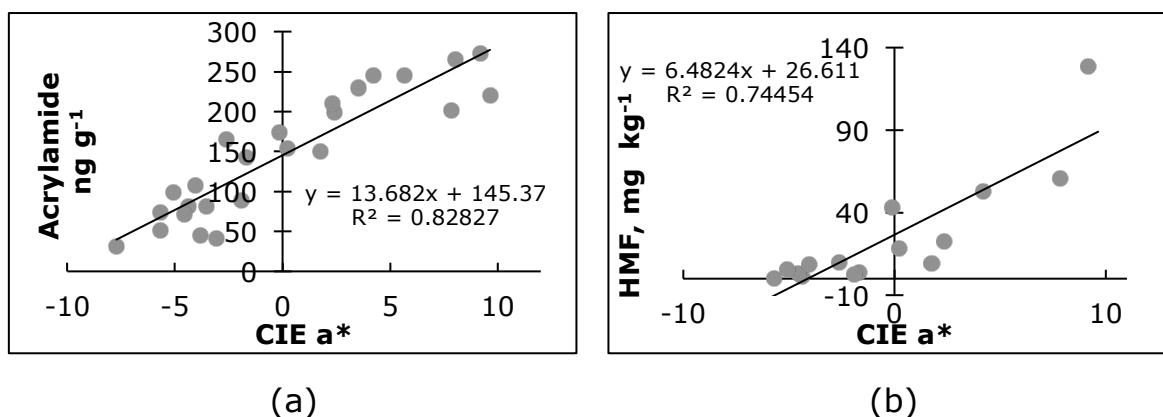 300
250
200
150
100
50
0
Acrylamide
ng g⁻¹
y = 13.682x + 145.37
R² = 0.82827
-10 -5 0 5 10
CIE a*
(a)
140
90
40
-10
HMF, mg kg⁻¹
y = 6.4824x + 26.611
R² = 0.74454
-10 0 10
CIE a*
(b)